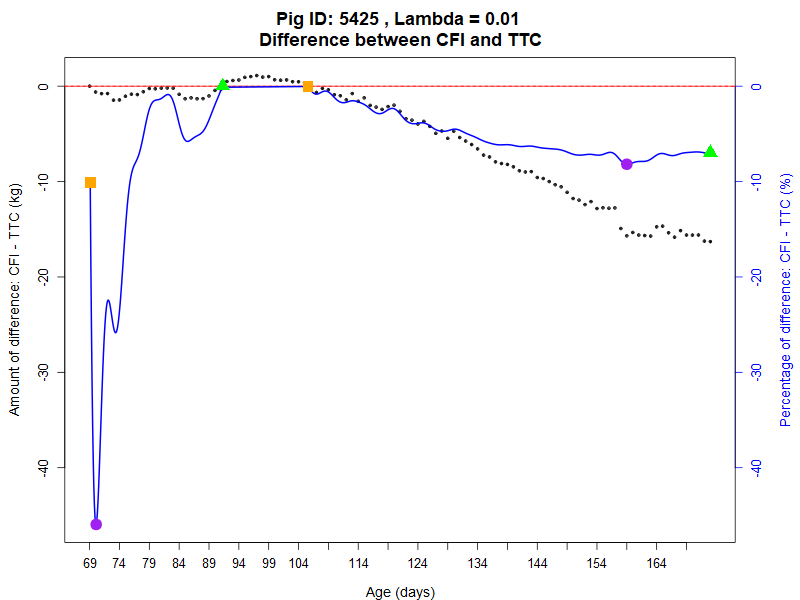 Pig ID: 5425 , Lambda = 0.01
Difference between CFI and TTC
Amount of difference: CFI - TTC (kg)
0
-10
-20
-30
-40
0
-10
-20
-30
-40
Percentage of difference: CFI - TTC (%)
69 74 79 84 89 94 99 104 114 124 134 144 154 164
Age (days)